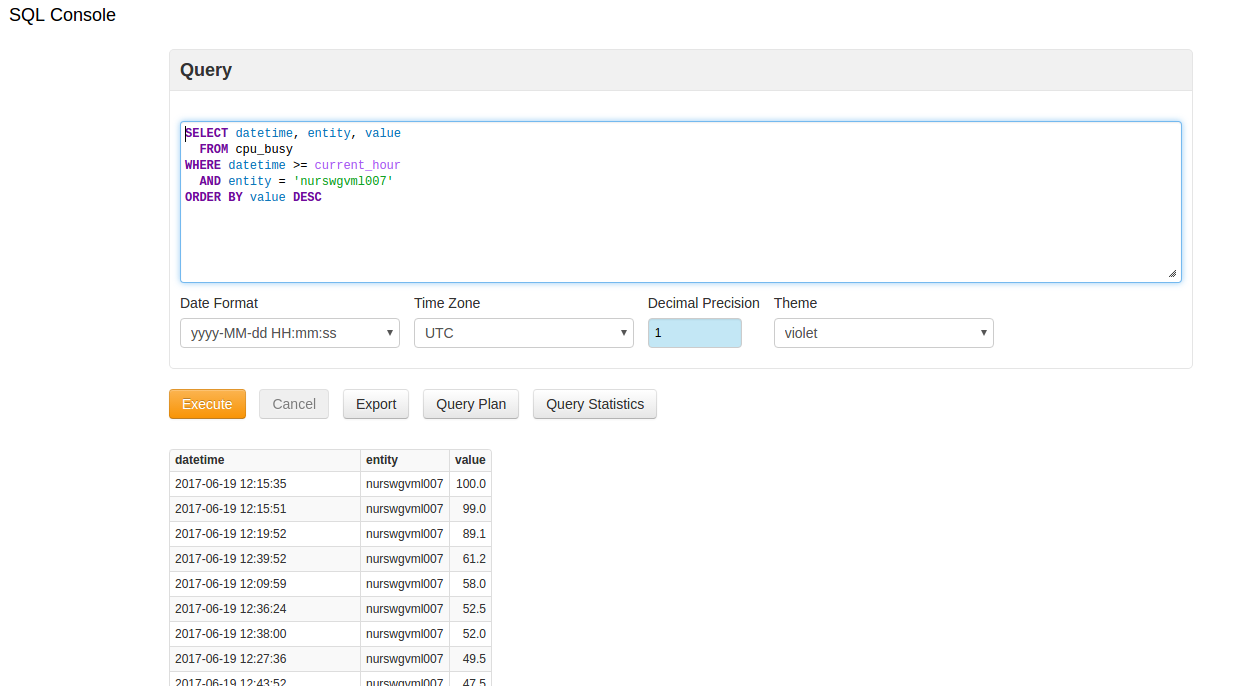 SQL Console
Query
SELECT datetime, entity, value
FROM cpu_busy
WHERE datetime >= current_hour
AND entity = 'nurswgvml007'
ORDER BY value DESC
Date Format Time Zone Decimal Precision Theme
yyyy-MM-dd HH:mm:ss UTC 1 violet
Execute Cancel Export Query Plan Query Statistics
datetime entity value
2017-06-19 12:15:35 nurswgvml007 100.0
2017-06-19 12:15:51 nurswgvml007 99.0
2017-06-19 12:19:52 nurswgvml007 89.1
2017-06-19 12:39:52 nurswgvml007 61.2
2017-06-19 12:09:59 nurswgvml007 58.0
2017-06-19 12:36:24 nurswgvml007 52.5
2017-06-19 12:38:00 nurswgvml007 52.0
2017-06-19 12:27:36 nurswgvml007 49.5
2017-06-19 12:43:52 nurswgvml007 47.5